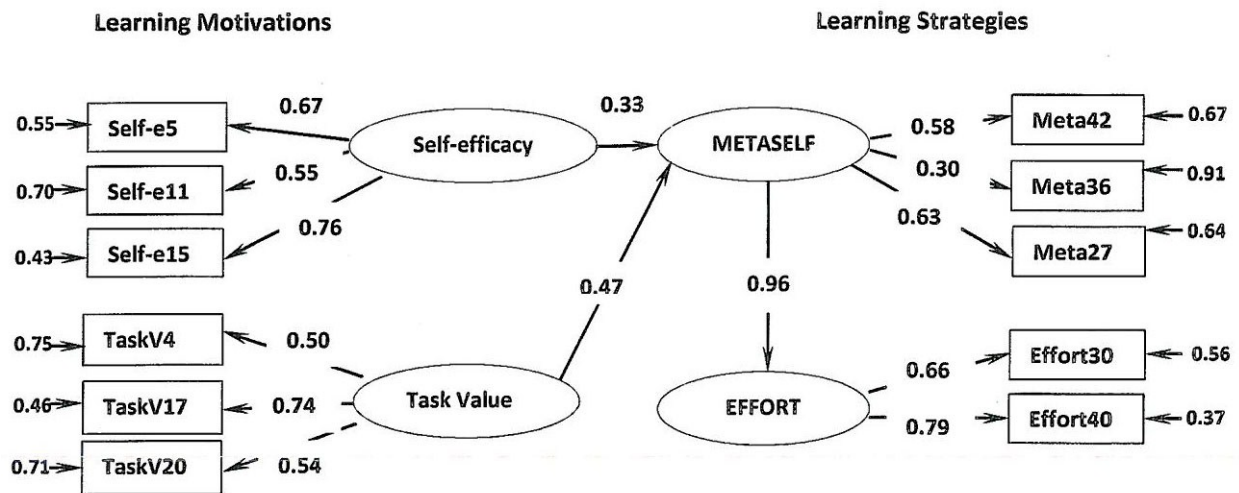 Learning Motivations
Learning Strategies
0.55
Self-e5
0.67
Self-efficacy
0.33
METASELF
0.58
Meta42
0.67
0.70
Self-e11
0.55
0.30
Meta36
0.91
0.43
Self-e15
0.76
0.63
Meta27
0.64
0.47
0.96
0.75
TaskV4
0.50
0.66
Effort30
0.56
0.46
TaskV17
0.74
Task Value
EFFORT
0.79
Effort40
0.37
0.71
TaskV20
0.54